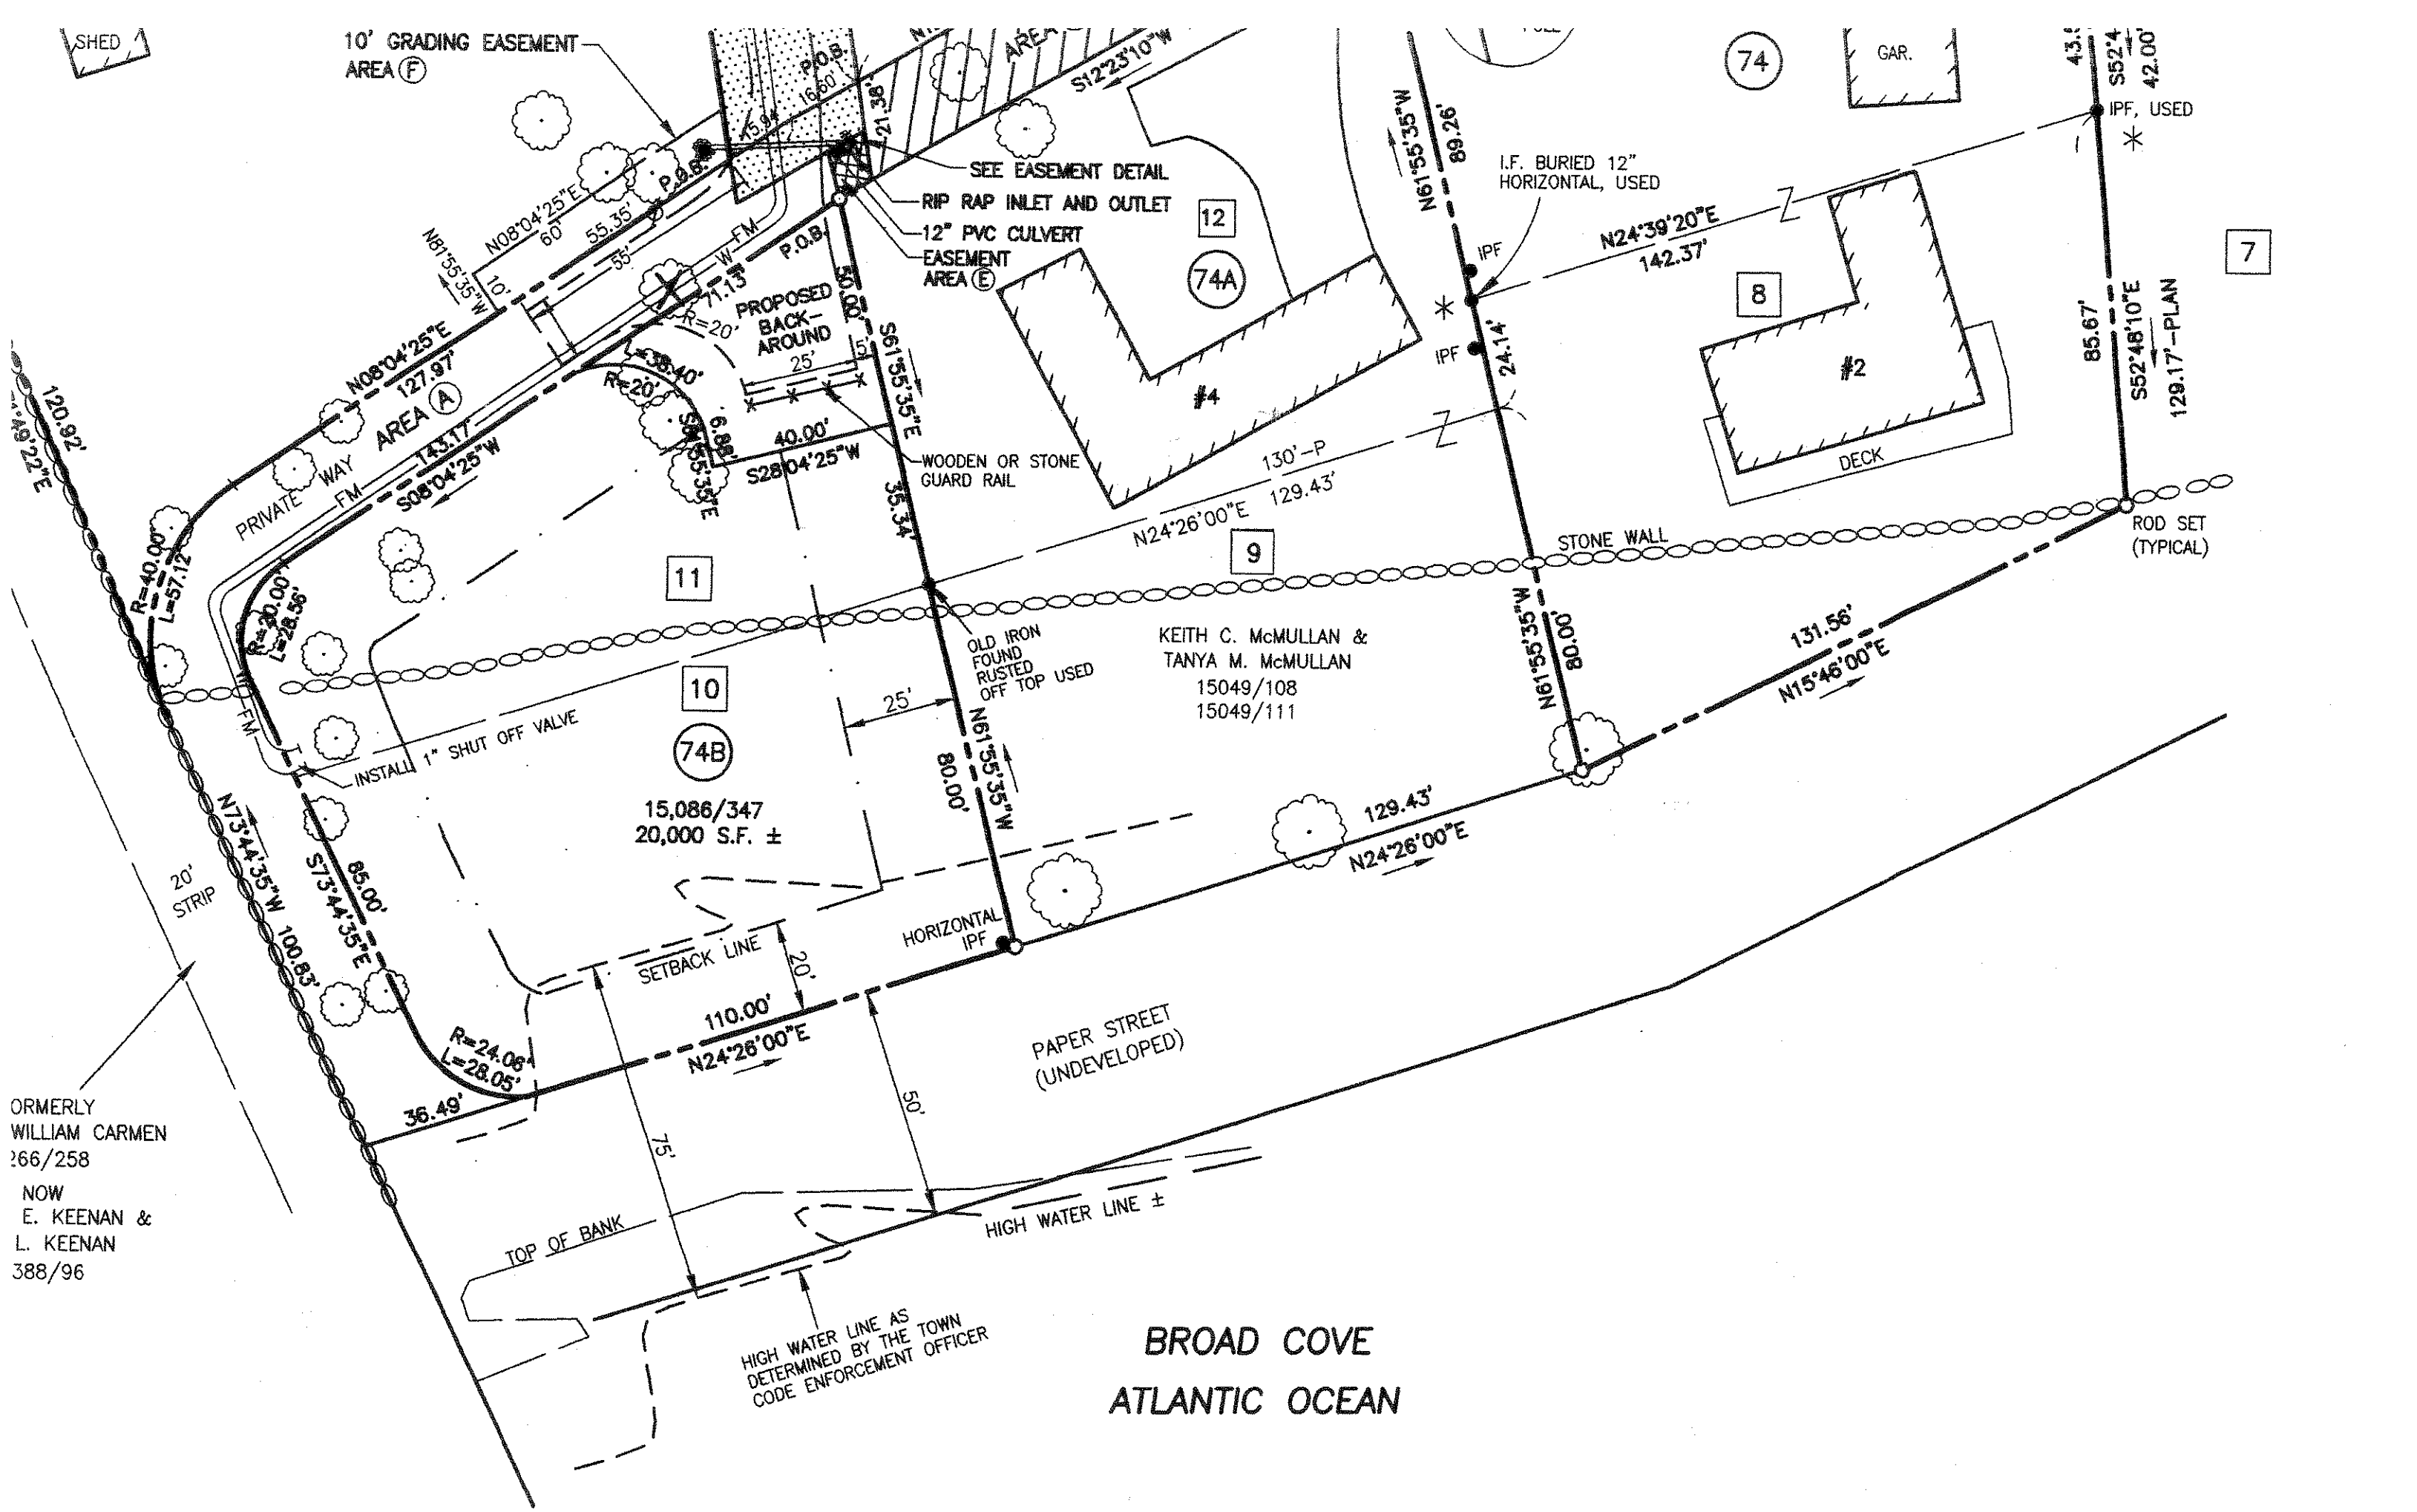 SHED
10' GRADING EASEMENT
AREA F
P.O.B.
16.60'
15.94'
21.38'
AREA
S12°23'10"W
74
GAR.
S52°4
42.00'
IPF, USED
SEE EASEMENT DETAIL
RIP RAP INLET AND OUTLET
12" PVC CULVERT
EASEMENT
AREA E
12
74A
N61°55'35"W
89.26'
I.F. BURIED 12"
HORIZONTAL, USED
N24°39'20"E
142.37'
IPF
IPF
24.14'
8
#2
DECK
85.67'
S52°48'10"E
129.17'-PLAN
7
N08°04'25"E
60'
P.O.B.
55.35'
55'
N81°55'35"W
10'
FM
W
P.O.B.
71.13'
50.00'
PROPOSED
BACK-
AROUND
R=20'
25'
5'
S61°55'35"E
#4
N08°04'25"E
127.97'
AREA A
L=38.40'
R=20'
6.88'
S61°55'35"E
40.00'
S28°04'25"W
WOODEN OR STONE
GUARD RAIL
35.34'
130'-P
N24°26'00"E 129.43'
120.92'
°49'22"E
143.17'
S08°04'25"W
PRIVATE WAY
FM
R=40.00'
L=57.12'
R=20.00'
L=28.56'
11
9
STONE WALL
ROD SET
(TYPICAL)
OLD IRON
FOUND
RUSTED
OFF TOP USED
KEITH C. McMULLAN &
TANYA M. McMULLAN
15049/108
15049/111
N61°55'35"W
80.00'
131.56'
N15°46'00"E
10
74B
15,086/347
20,000 S.F. ±
25'
W
FM
INSTALL 1" SHUT OFF VALVE
N61°55'35"W
80.00'
129.43'
N24°26'00"E
20'
STRIP
N73°44'35"W 100.83'
S73°44'35"E
85.00'
HORIZONTAL
IPF
SETBACK LINE
20'
110.00'
N24°26'00"E
R=24.06'
L=28.05'
36.49'
PAPER STREET
(UNDEVELOPED)
50'
75'
ORMERLY
WILLIAM CARMEN
266/258
NOW
E. KEENAN &
L. KEENAN
388/96
TOP OF BANK
HIGH WATER LINE ±
HIGH WATER LINE AS
DETERMINED BY THE TOWN
CODE ENFORCEMENT OFFICER
BROAD COVE
ATLANTIC OCEAN